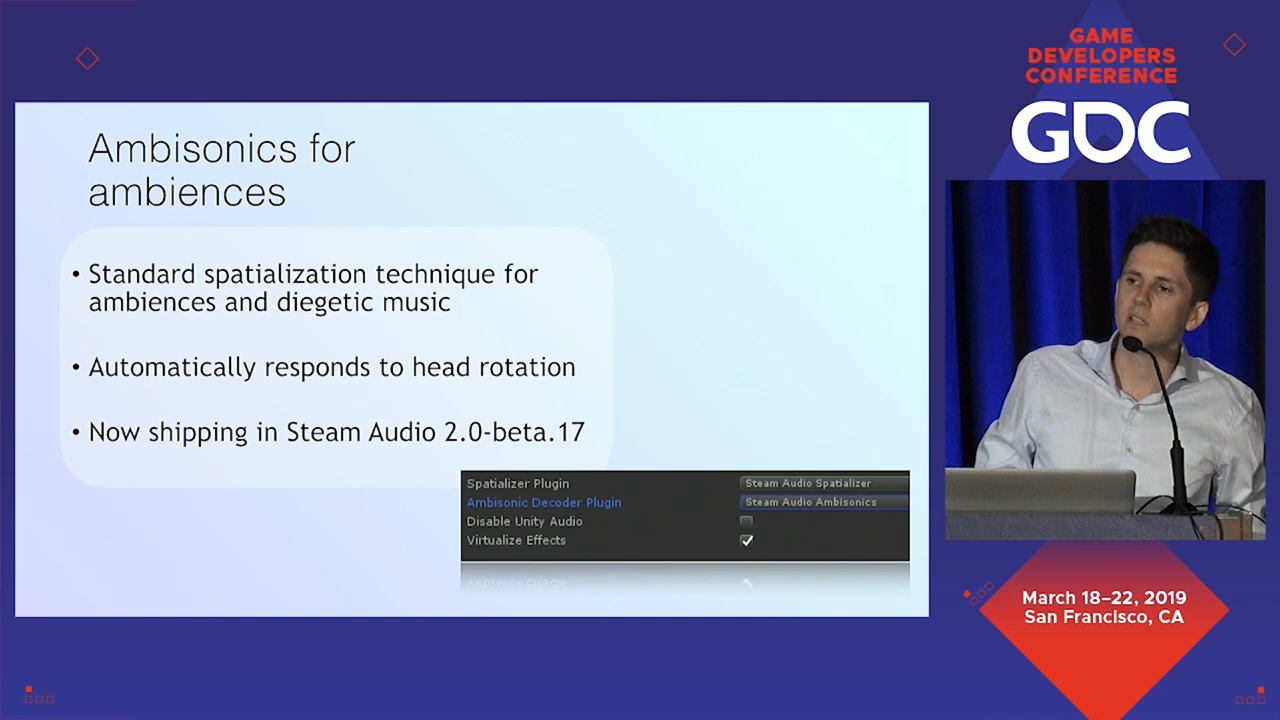 GAME
DEVELOPERS
CONFERENCE
GDC
Ambisonics for
ambiences
• Standard spatialization technique for
ambiences and diegetic music
• Automatically responds to head rotation
• Now shipping in Steam Audio 2.0-beta.17
Spatializer Plugin Steam Audio Spatializer
Ambisonic Decoder Plugin Steam Audio Ambisonics
Disable Unity Audio
Virtualize Effects
March 18–22, 2019
San Francisco, CA